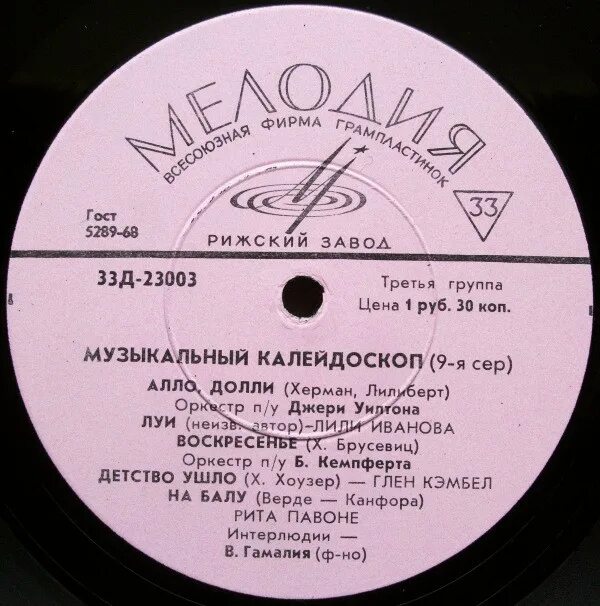 МЕЛОДИЯ
ВСЕСОЮЗНАЯ ФИРМА ГРАМПЛАСТИНОК
33
Гост
5289-68
РИЖСКИЙ ЗАВОД
33Д-23003
Третья группа
Цена 1 руб. 30 коп.
МУЗЫКАЛЬНЫЙ КАЛЕЙДОСКОП (9-я сер)
АЛЛО, ДОЛЛИ (Херман, Лилиберт)
Оркестр п/у Джери Уилтона
ЛУИ (неизв. автор)–ЛИЛИ ИВАНОВА
ВОСКРЕСЕНЬЕ (Х. Брусевиц)
Оркестр п/у Б. Кемпферта
ДЕТСТВО УШЛО (Х. Хоузер) — ГЛЕН КЭМБЕЛ
НА БАЛУ (Верде — Канфора)
РИТА ПАВОНЕ
Интерлюдии —
В. Гамалия (ф-но)